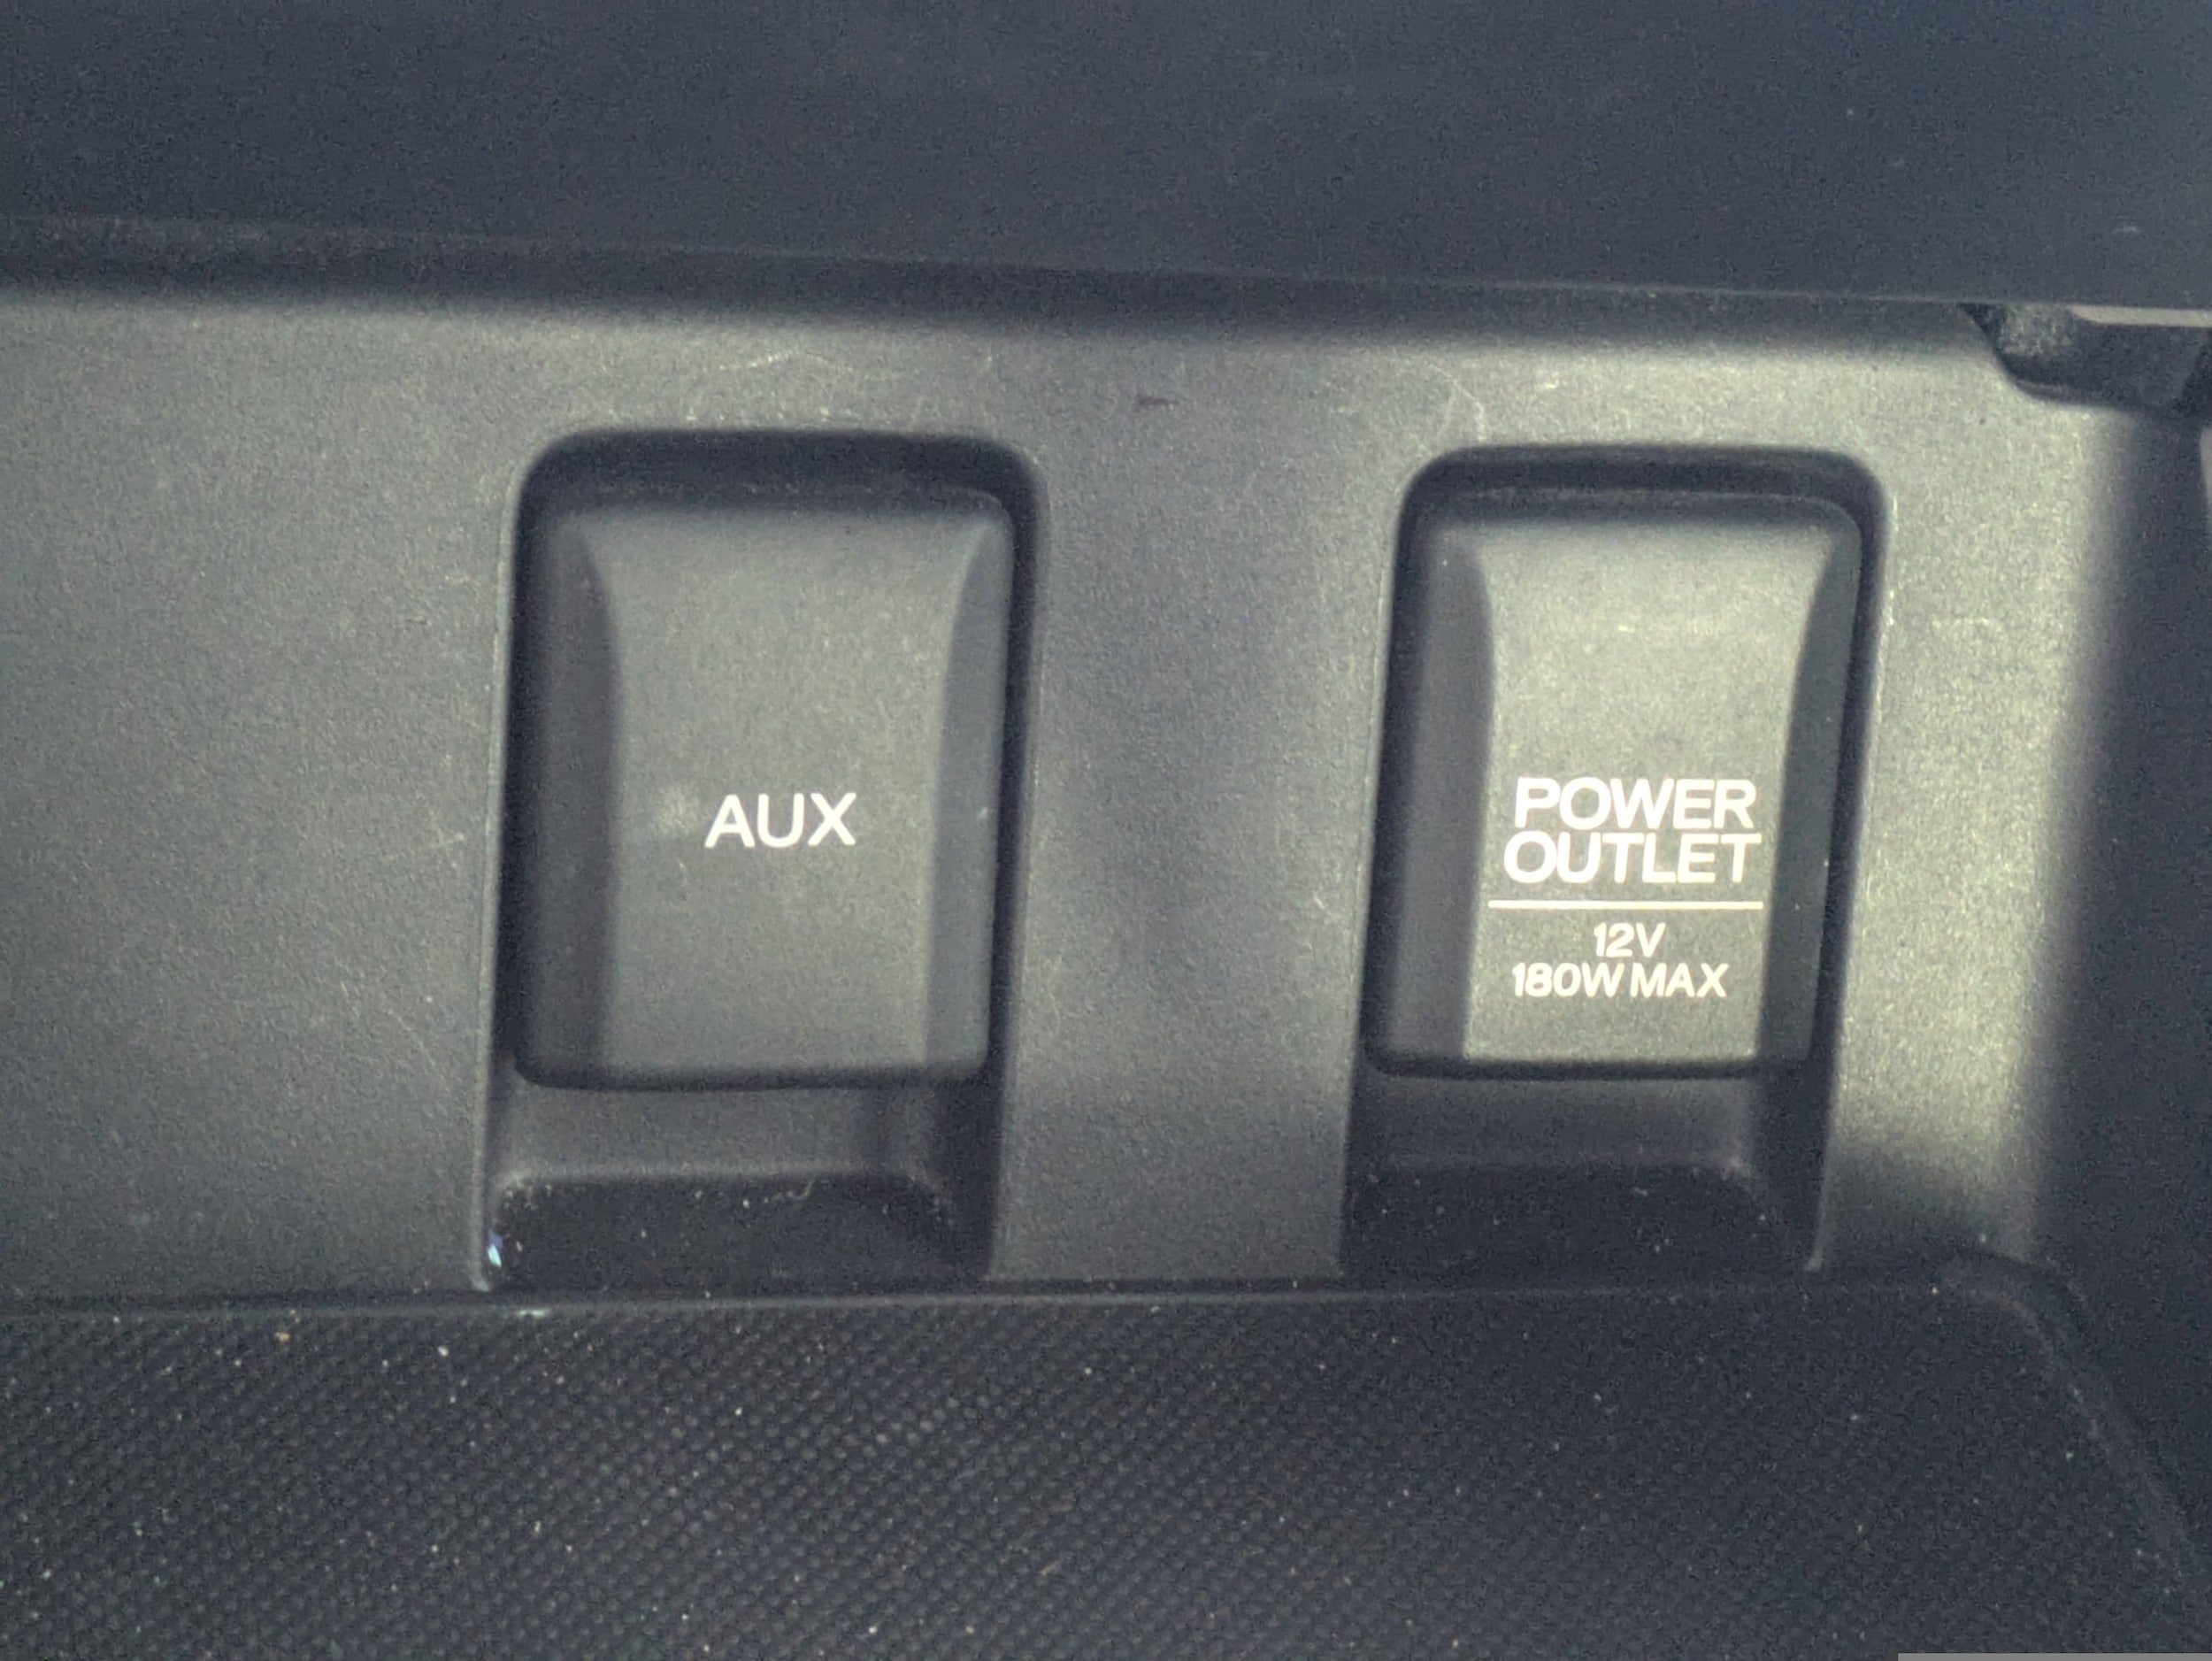 AUX
POWER
OUTLET
12V
180W MAX